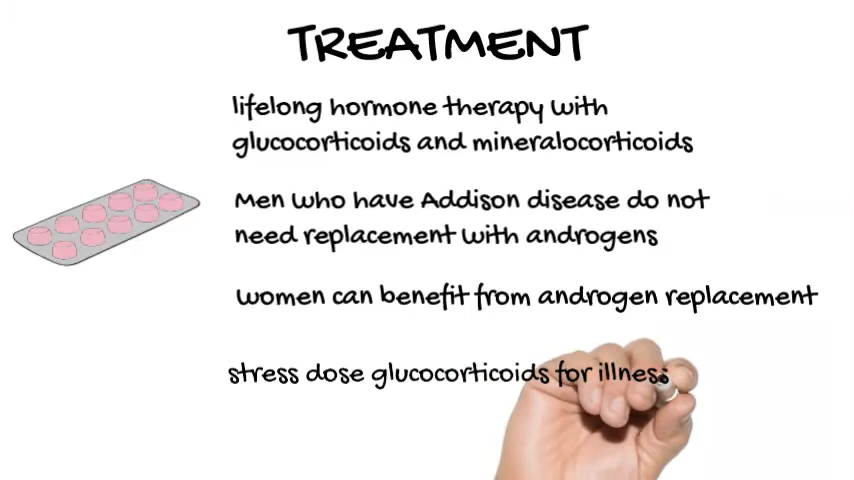 TREATMENT
lifelong hormone therapy with
glucocorticoids and mineralocorticoids
Men who have Addison disease do not
need replacement with androgens
women can benefit from androgen replacement
stress dose glucocorticoids for illness